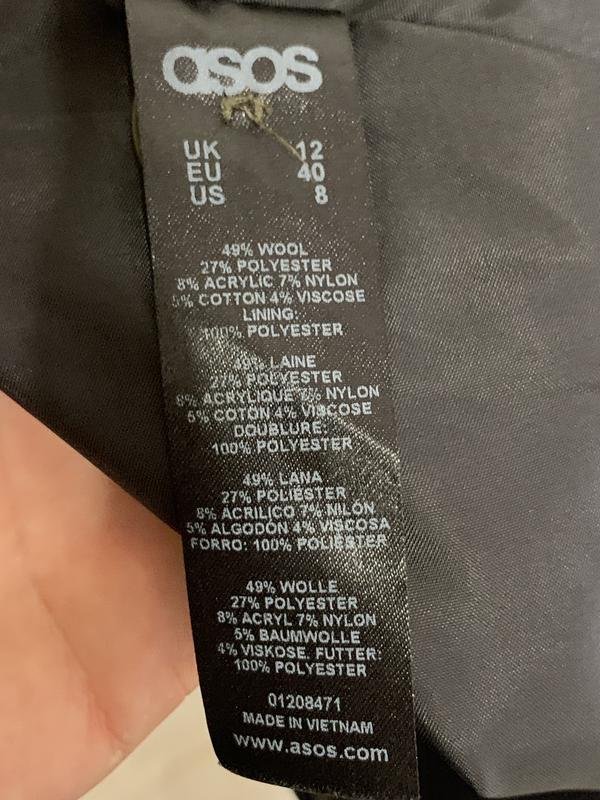 asos
UK 12
EU 40
US 8
49% WOOL
27% POLYESTER
8% ACRYLIC 7% NYLON
5% COTTON 4% VISCOSE
LINING:
100% POLYESTER
49% LAINE
27% POLYESTER
8% ACRYLIQUE 7% NYLON
5% COTON 4% VISCOSE
DOUBLURE:
100% POLYESTER
49% LANA
27% POLIÉSTER
8% ACRILICO 7% NILÓN
5% ALGODÓN 4% VISCOSA
FORRO: 100% POLIÉSTER
49% WOLLE
27% POLYESTER
8% ACRYL 7% NYLON
5% BAUMWOLLE
4% VISKOSE. FUTTER:
100% POLYESTER
01208471
MADE IN VIETNAM
www.asos.com